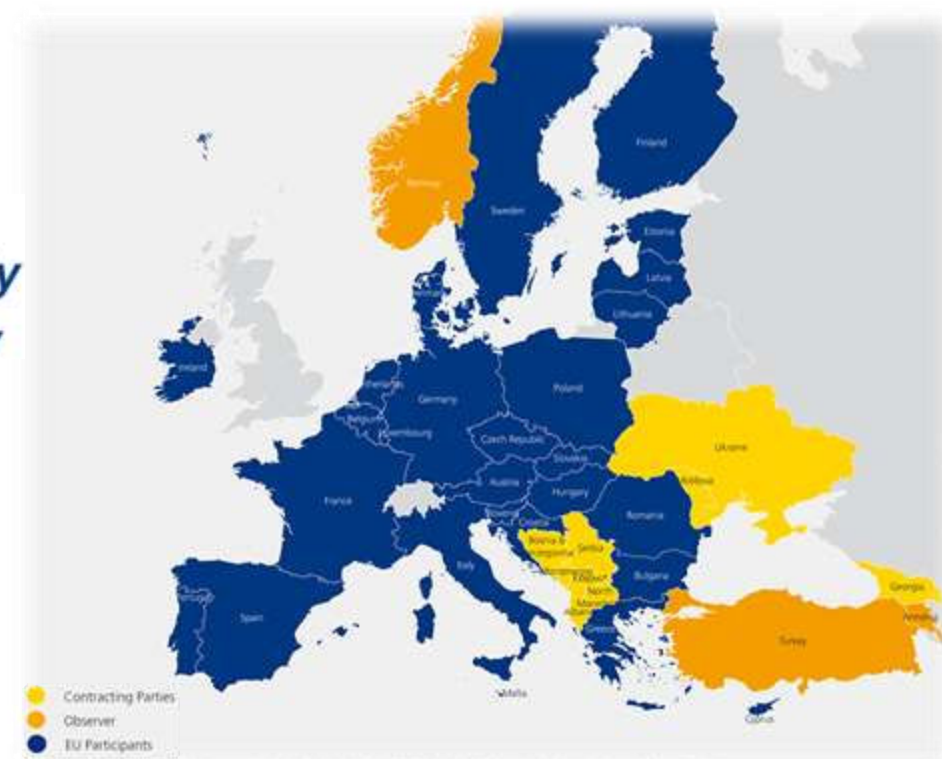 y
Norway
Finland
Sweden
Estonia
Latvia
Lithuania
Denmark
Ireland
Netherlands
Poland
Germany
Belgium
Luxembourg
Czech Republic
Ukraine
Slovakia
Moldova
Austria
Hungary
France
Slovenia
Romania
Croatia
Bosnia &
Herzegovina
Serbia
Italy
Montenegro
Kosovo*
Bulgaria
Georgia
North
Portugal
Albania
Armenia
Spain
Greece
Turkey
Malta
Cyprus
Contracting Parties
Observer
EU Participants